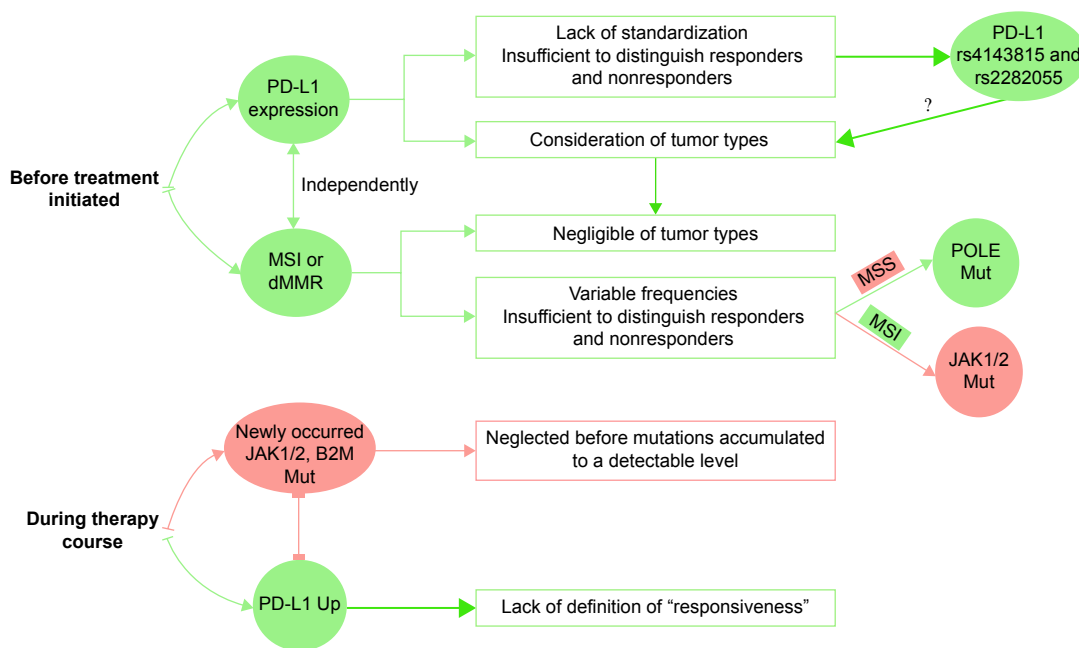 Lack of standardization
Insufficient to distinguish responders
and nonresponders
PD-L1
rs4143815 and
rs2282055
PD-L1
expression
?
Consideration of tumor types
Before treatment
initiated
Independently
Negligible of tumor types
MSI or
dMMR
Variable frequencies
Insufficient to distinguish responders
and nonresponders
MSS
POLE
Mut
MSI
JAK1/2
Mut
Newly occurred
JAK1/2, B2M
Mut
Neglected before mutations accumulated
to a detectable level
During therapy
course
PD-L1 Up
Lack of definition of “responsiveness”